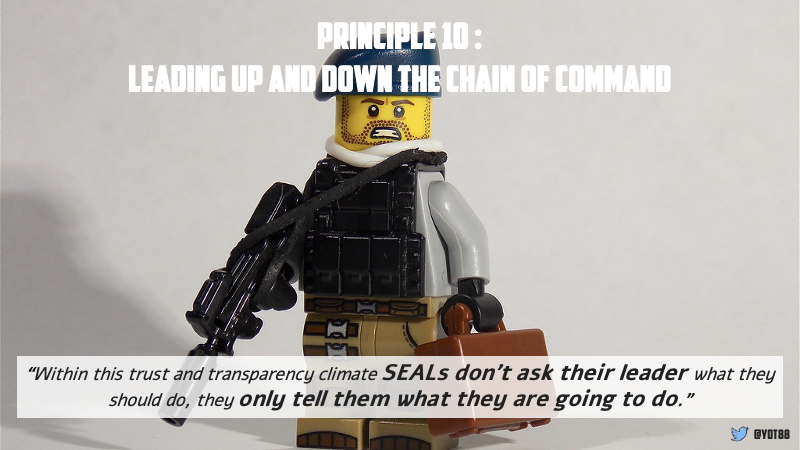 PRINCIPLE 10 :
LEADING UP AND DOWN THE CHAIN OF COMMAND
“Within this trust and transparency climate SEALs don’t ask their leader what they
should do, they only tell them what they are going to do.”
@YOT88